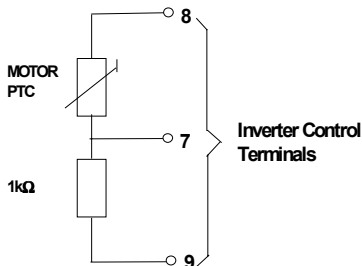 8
MOTOR
PTC
7
Inverter Control
Terminals
1kΩ
9